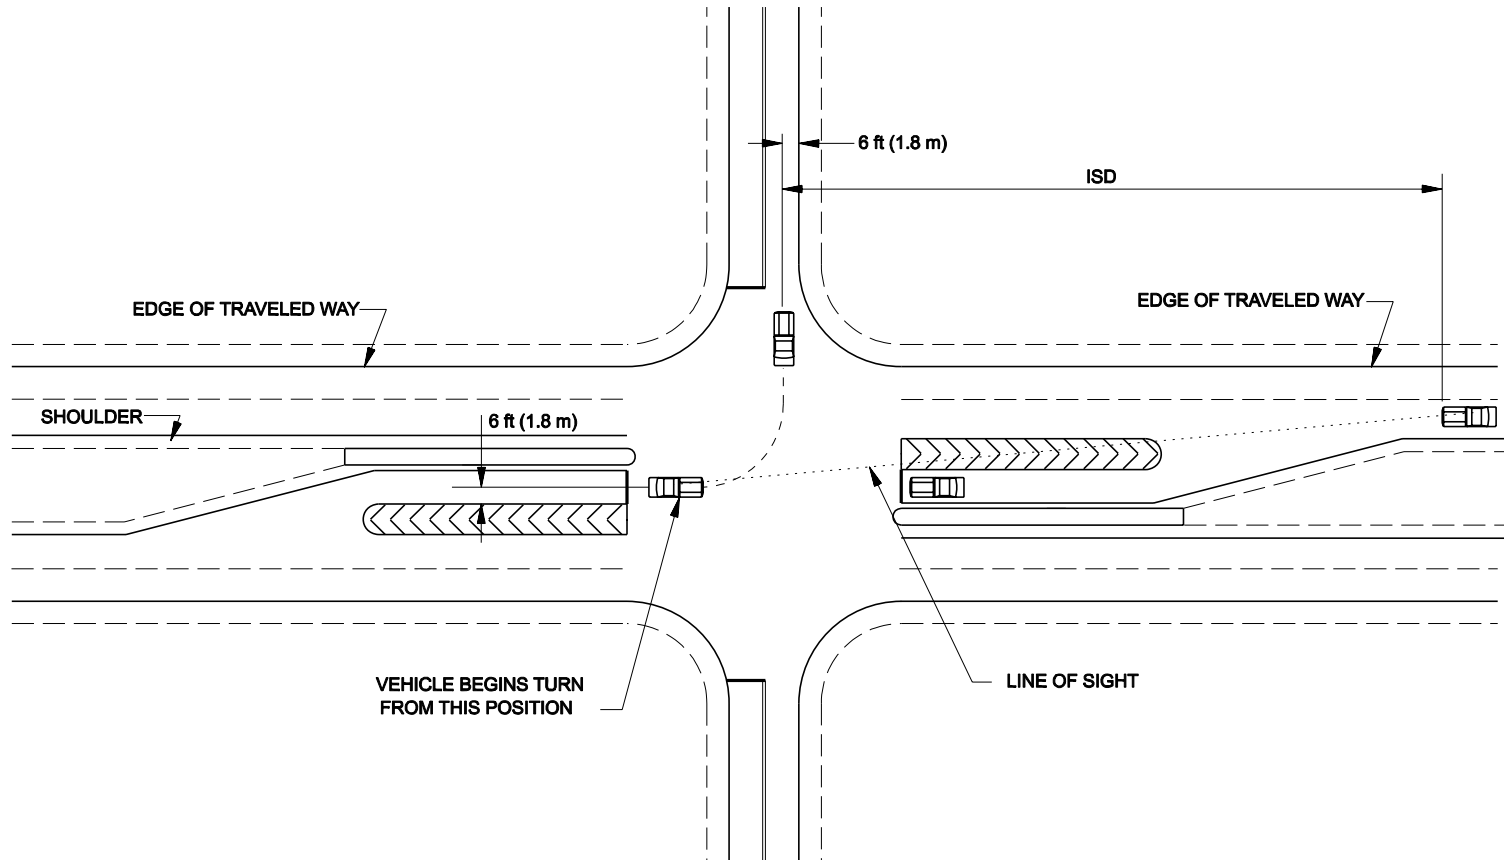 6 ft (1.8 m)
ISD
EDGE OF TRAVELED WAY
EDGE OF TRAVELED WAY
SHOULDER
6 ft (1.8 m)
VEHICLE BEGINS TURN
FROM THIS POSITION
LINE OF SIGHT